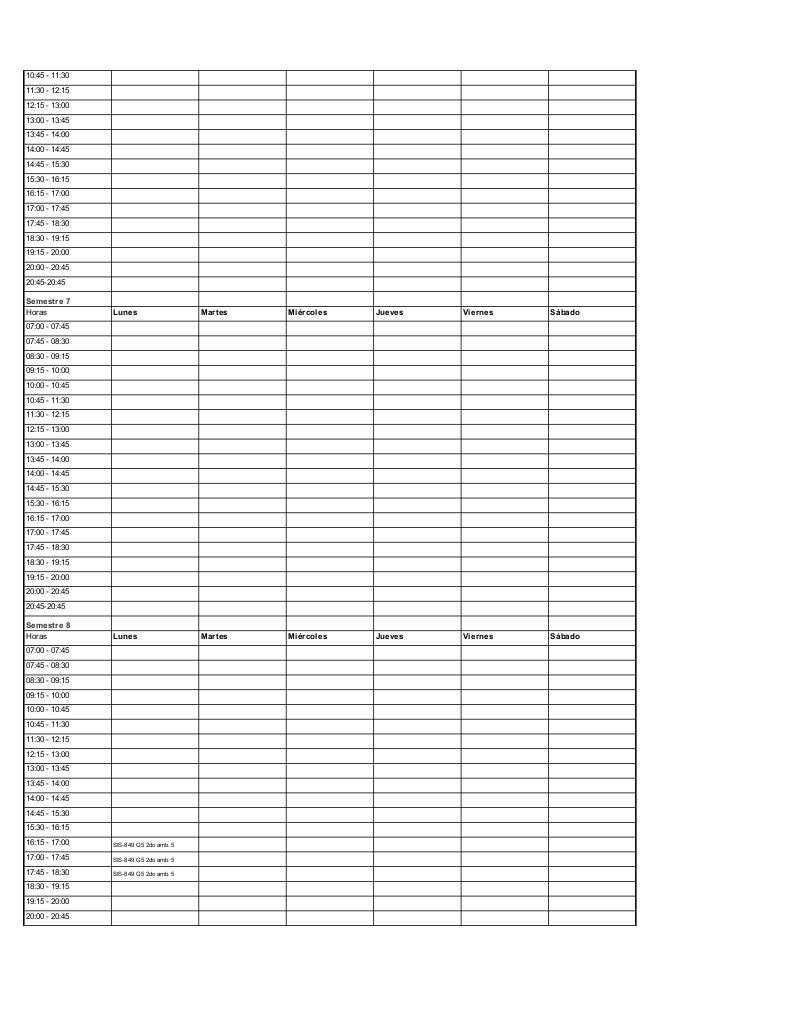 10:45 - 11:30
11:30 - 12:15
12:15 - 13:00
13:00 - 13:45
13:45 - 14:00
14:00 - 14:45
14:45 - 15:30
15:30 - 16:15
16:15 - 17:00
17:00 - 17:45
17:45 - 18:30
18:30 - 19:15
19:15 - 20:00
20:00 - 20:45
20:45-20:45
Semestre 7
Horas Lunes Martes Miércoles Jueves Viernes Sábado
07:00 - 07:45
07:45 - 08:30
08:30 - 09:15
09:15 - 10:00
10:00 - 10:45
10:45 - 11:30
11:30 - 12:15
12:15 - 13:00
13:00 - 13:45
13:45 - 14:00
14:00 - 14:45
14:45 - 15:30
15:30 - 16:15
16:15 - 17:00
17:00 - 17:45
17:45 - 18:30
18:30 - 19:15
19:15 - 20:00
20:00 - 20:45
20:45-20:45
Semestre 8
Horas Lunes Martes Miércoles Jueves Viernes Sábado
07:00 - 07:45
07:45 - 08:30
08:30 - 09:15
09:15 - 10:00
10:00 - 10:45
10:45 - 11:30
11:30 - 12:15
12:15 - 13:00
13:00 - 13:45
13:45 - 14:00
14:00 - 14:45
14:45 - 15:30
15:30 - 16:15
16:15 - 17:00 SIS-849 G5 2do amb. 5
17:00 - 17:45 SIS-849 G5 2do amb. 5
17:45 - 18:30 SIS-849 G5 2do amb. 5
18:30 - 19:15
19:15 - 20:00
20:00 - 20:45